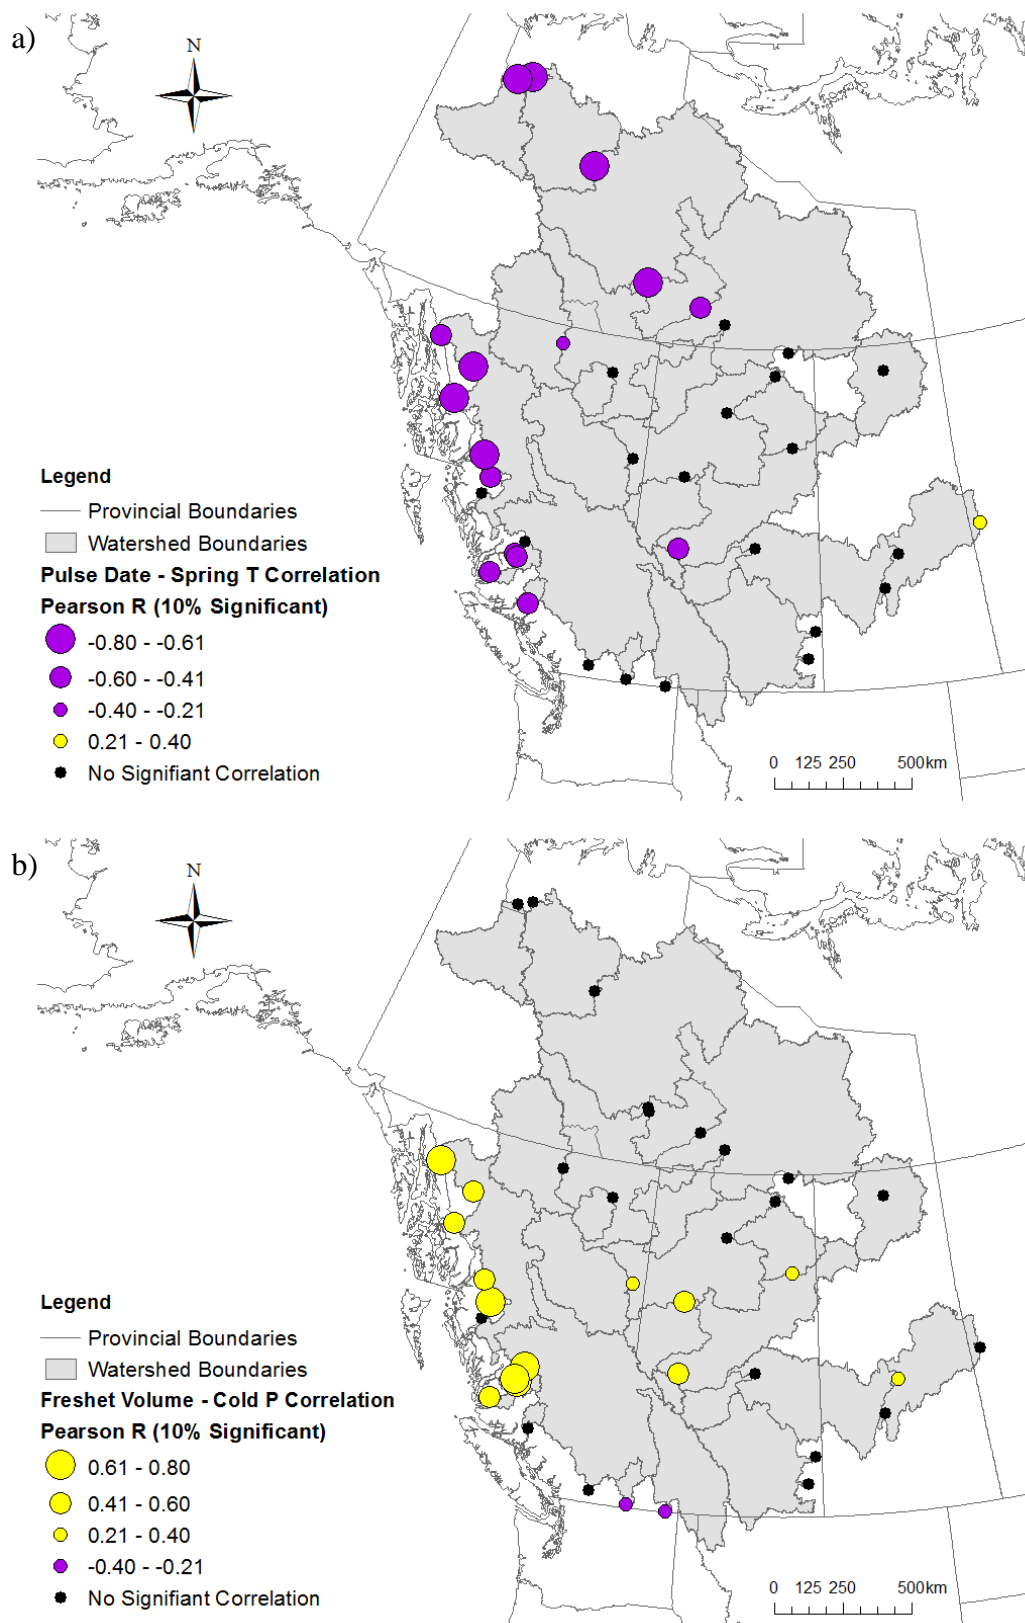 a)
N
Legend
Provincial Boundaries
Watershed Boundaries
Pulse Date - Spring T Correlation
Pearson R (10% Significant)
-0.80 - -0.61
-0.60 - -0.41
-0.40 - -0.21
0.21 - 0.40
No Signifiant Correlation
0 125 250 500km
b)
N
Legend
Provincial Boundaries
Watershed Boundaries
Freshet Volume - Cold P Correlation
Pearson R (10% Significant)
0.61 - 0.80
0.41 - 0.60
0.21 - 0.40
-0.40 - -0.21
No Signifiant Correlation
0 125 250 500km